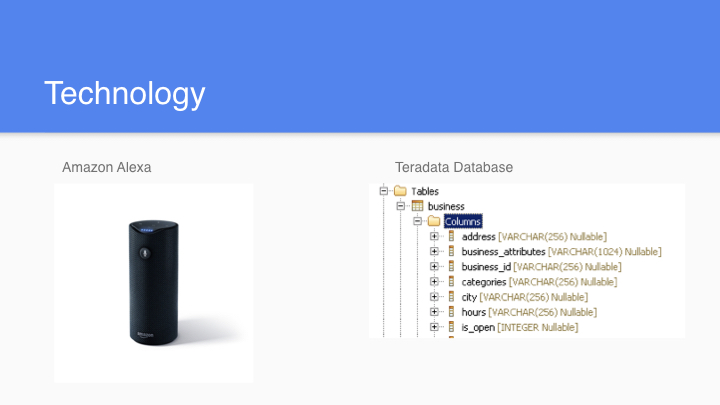 Technology
Amazon Alexa
Teradata Database
Tables
business
Columns
address [VARCHAR(256) Nullable]
business_attributes [VARCHAR(1024) Nullable]
business_id [VARCHAR(256) Nullable]
categories [VARCHAR(256) Nullable]
city [VARCHAR(256) Nullable]
hours [VARCHAR(256) Nullable]
is_open [INTEGER Nullable]
amazon